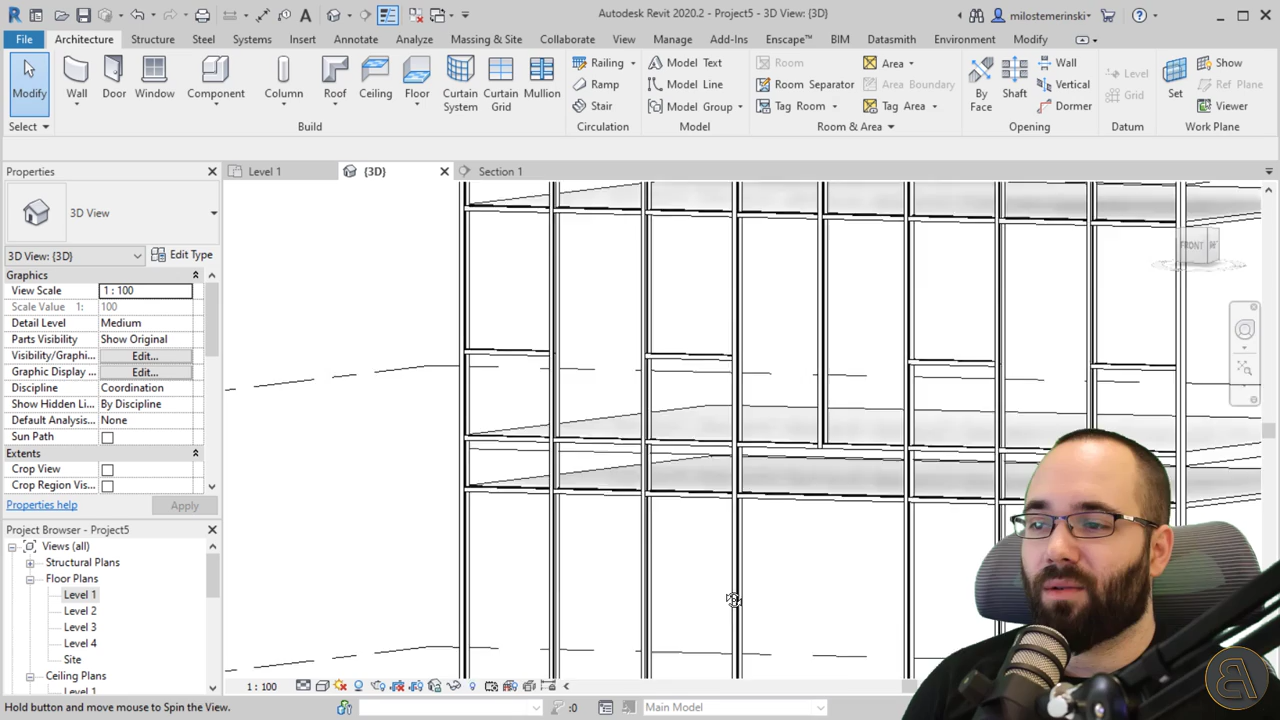 Autodesk Revit 2020.2 - Project5 - 3D View: {3D}
milostemerinski
File Architecture Structure Steel Systems Insert Annotate Analyze Massing & Site Collaborate View Manage Add-Ins Enscape™ BIM Datasmith Environment Modify
Modify Wall Door Window Component Column Roof Ceiling Floor Curtain System Curtain Grid Mullion
Railing
Ramp
Stair
Model Text
Model Line
Model Group
Room
Room Separator
Tag Room
Area
Area Boundary
Tag Area
By Face
Shaft
Wall
Vertical
Dormer
Level
Grid
Set
Show
Ref Plane
Viewer
Select Build Circulation Model Room & Area Opening Datum Work Plane
Properties
Level 1 {3D} Section 1
3D View
3D View: {3D} Edit Type
Graphics
View Scale 1 : 100
Scale Value 1: 100
Detail Level Medium
Parts Visibility Show Original
Visibility/Graphi... Edit...
Graphic Display ... Edit...
Discipline Coordination
Show Hidden Li... By Discipline
Default Analysis... None
Sun Path
Extents
Crop View
Crop Region Vis...
Properties help Apply
Project Browser - Project5
Views (all)
Structural Plans
Floor Plans
Level 1
Level 2
Level 3
Level 4
Site
Ceiling Plans
Level 1
FRONT
1 : 100
Hold button and move mouse to Spin the View.
:0
Main Model